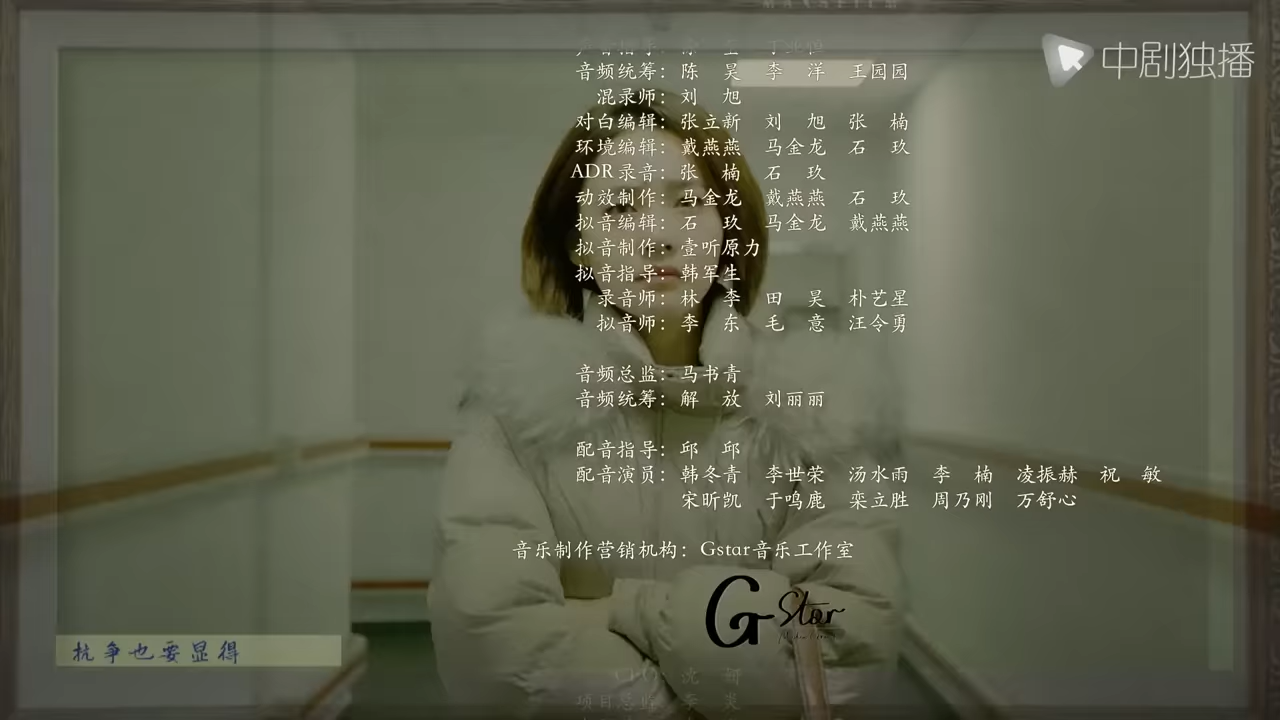 中剧独播
音频统筹：陈 昊 李 洋 王园园
混录师：刘 旭
对白编辑：张立新 刘 旭 张 楠
环境编辑：戴燕燕 马金龙 石 玖
ADR录音：张 楠 石 玖
动效制作：马金龙 戴燕燕 石 玖
拟音编辑：石 玖 马金龙 戴燕燕
拟音制作：壹听原力
拟音指导：韩军生
录音师：林 李 田 昊 朴艺星
拟音师：李 东 毛 意 汪令勇
音频总监：马书青
音频统筹：解 放 刘丽丽
配音指导：邱 邱
配音演员：韩冬青 李世荣 汤水雨 李 楠 凌振赫 祝 敏
宋昕凯 于鸣鹿 栾立胜 周乃刚 万舒心
音乐制作营销机构：Gstar音乐工作室
G Star
抗争也要显得
项目总监：李